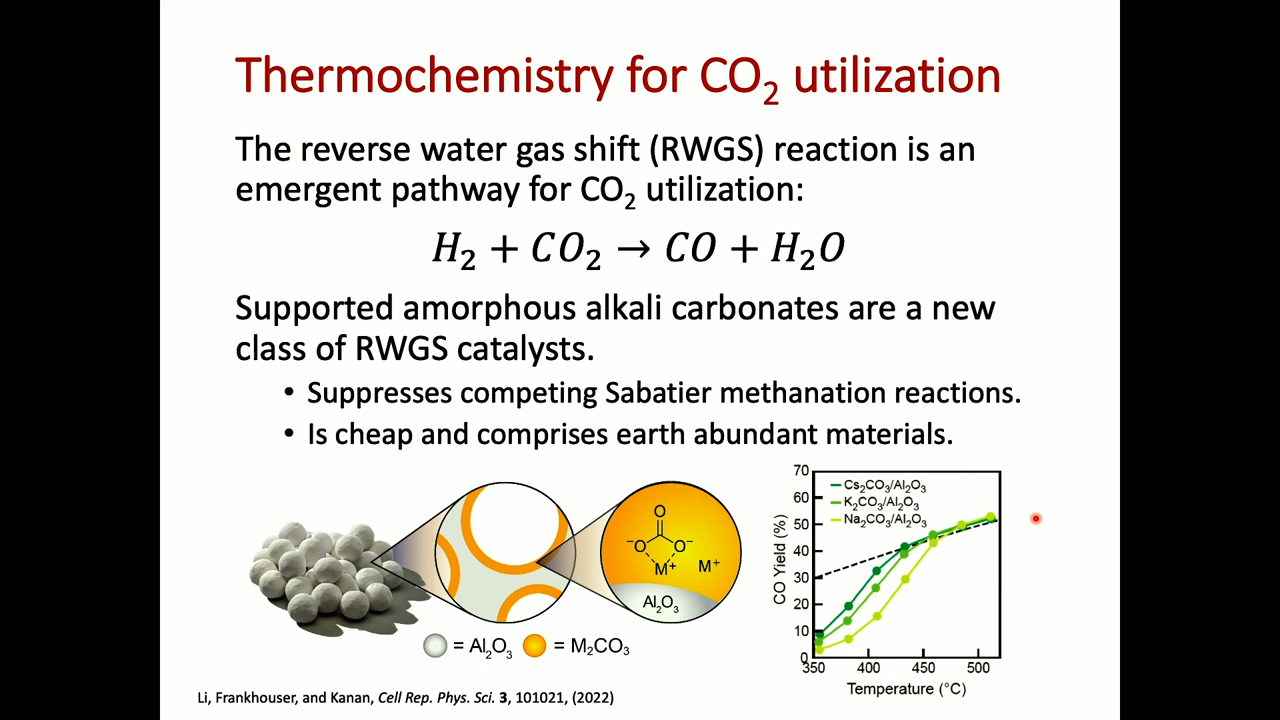 Thermochemistry for CO₂ utilization
The reverse water gas shift (RWGS) reaction is an
emergent pathway for CO₂ utilization:
H₂ + CO₂ → CO + H₂O
Supported amorphous alkali carbonates are a new
class of RWGS catalysts.
• Suppresses competing Sabatier methanation reactions.
• Is cheap and comprises earth abundant materials.
O
⁻O O⁻
M⁺ M⁺
Al₂O₃
= Al₂O₃ = M₂CO₃
CO Yield (%)
70
60
50
40
30
20
10
0
Cs₂CO₃/Al₂O₃
K₂CO₃/Al₂O₃
Na₂CO₃/Al₂O₃
350 400 450 500
Temperature (°C)
Li, Frankhouser, and Kanan, Cell Rep. Phys. Sci. 3, 101021, (2022)